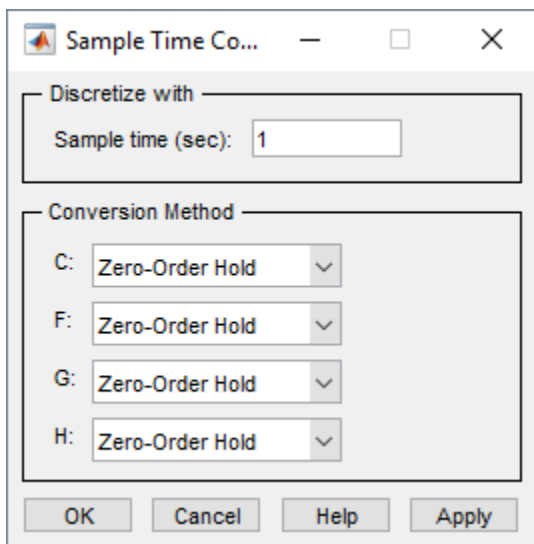 Sample Time Co...
Discretize with
Sample time (sec): 1
Conversion Method
C: Zero-Order Hold
F: Zero-Order Hold
G: Zero-Order Hold
H: Zero-Order Hold
OK Cancel Help Apply